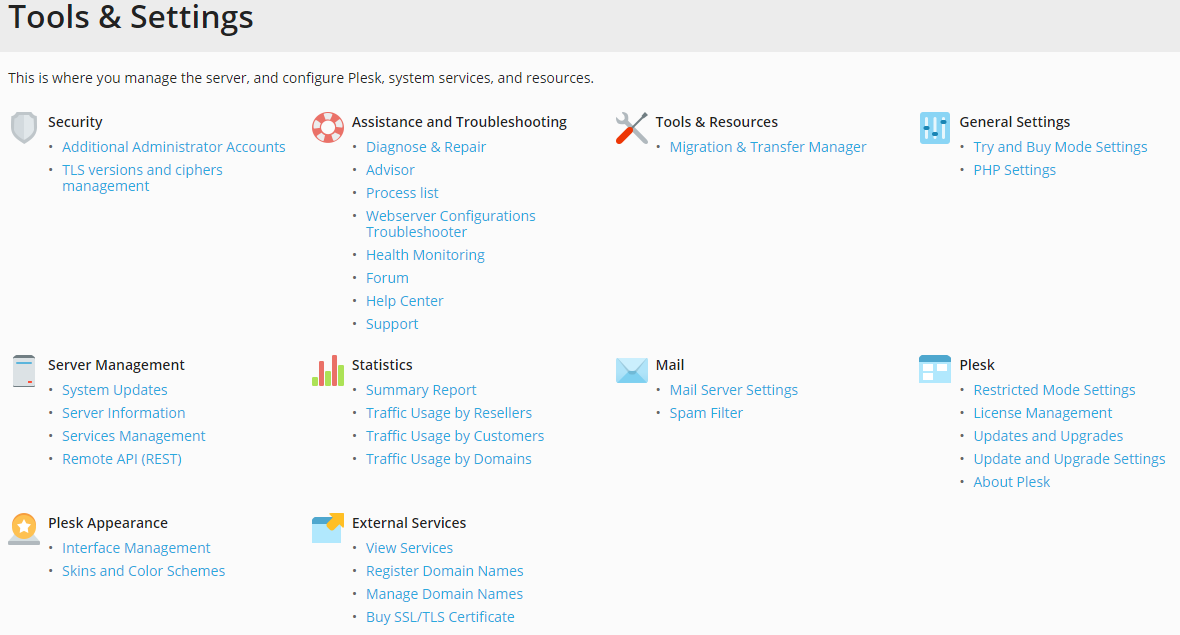 Tools & Settings
This is where you manage the server, and configure Plesk, system services, and resources.
Security
Additional Administrator Accounts
TLS versions and ciphers
management
Assistance and Troubleshooting
Diagnose & Repair
Advisor
Process list
Webserver Configurations
Troubleshooter
Health Monitoring
Forum
Help Center
Support
Tools & Resources
Migration & Transfer Manager
General Settings
Try and Buy Mode Settings
PHP Settings
Server Management
System Updates
Server Information
Services Management
Remote API (REST)
Statistics
Summary Report
Traffic Usage by Resellers
Traffic Usage by Customers
Traffic Usage by Domains
Mail
Mail Server Settings
Spam Filter
Plesk
Restricted Mode Settings
License Management
Updates and Upgrades
Update and Upgrade Settings
About Plesk
Plesk Appearance
Interface Management
Skins and Color Schemes
External Services
View Services
Register Domain Names
Manage Domain Names
Buy SSL/TLS Certificate